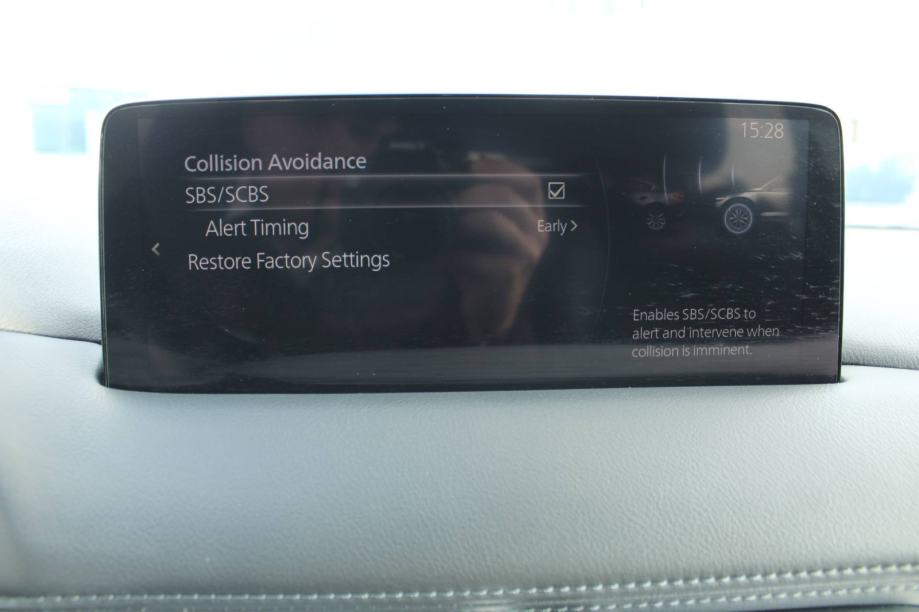 15:28
Collision Avoidance
SBS/SCBS
Alert Timing Early >
Restore Factory Settings
<
Enables SBS/SCBS to
alert and intervene when
collision is imminent.